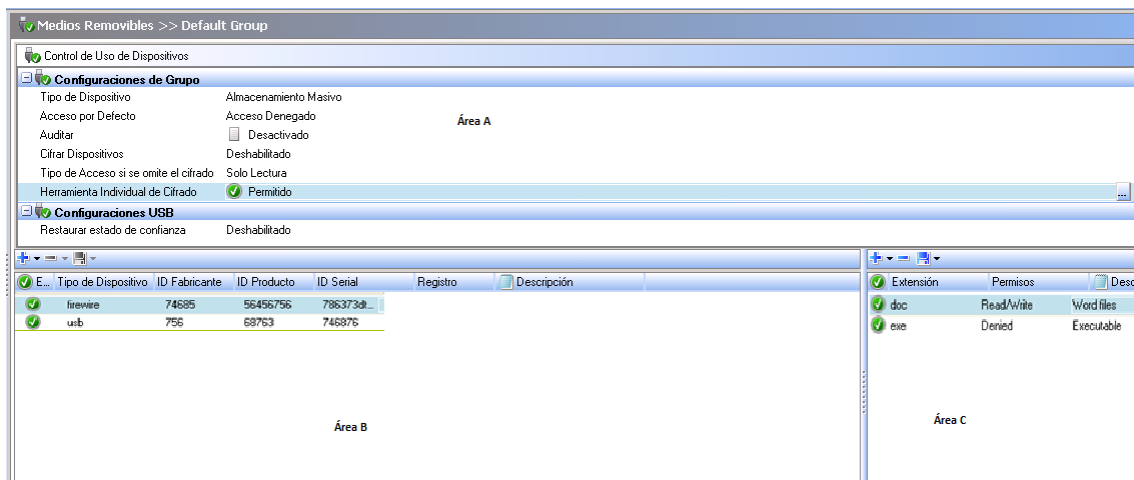 Medios Removibles >> Default Group
Control de Uso de Dispositivos
Configuraciones de Grupo
Tipo de Dispositivo Almacenamiento Masivo
Acceso por Defecto Acceso Denegado
Área A
Auditar Desactivado
Cifrar Dispositivos Deshabilitado
Tipo de Acceso si se omite el cifrado Solo Lectura
Herramienta Individual de Cifrado Permitido ...
Configuraciones USB
Restaurar estado de confianza Deshabilitado
E... Tipo de Dispositivo ID Fabricante ID Producto ID Serial Registro Descripción
firewire 74685 56456756 786373dt...
usb 756 68763 746876
Área B
Extensión Permisos Desc
doc Read/Write Word files
exe Denied Executable
Área C